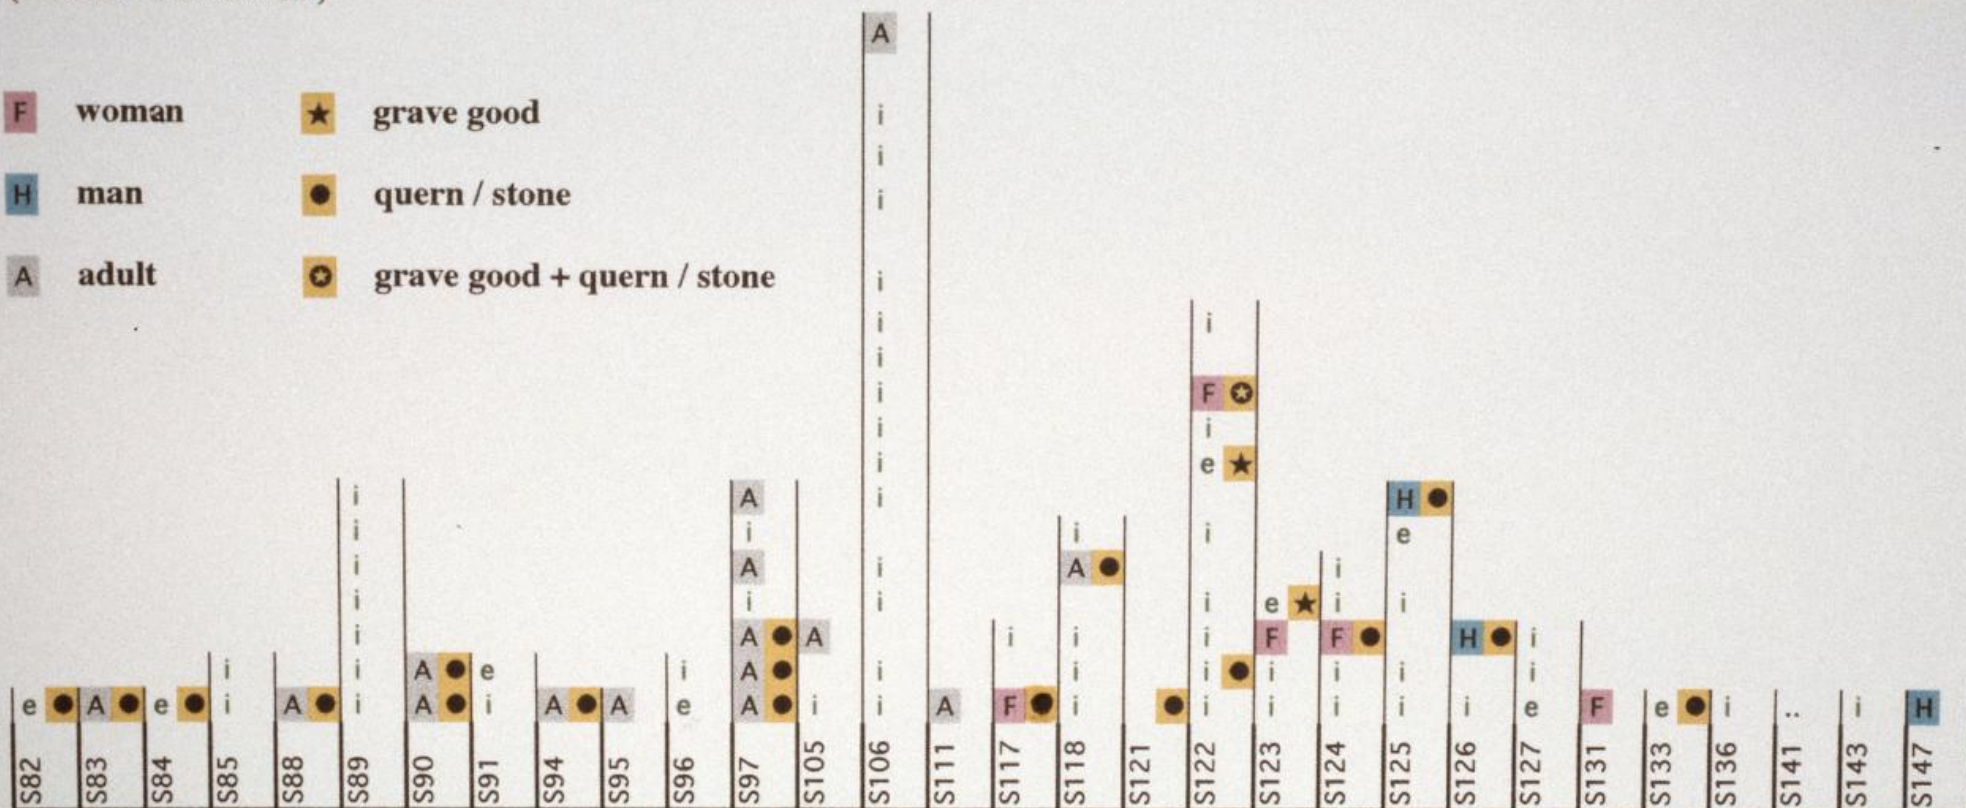 A
F woman ★ grave good i
i
H man ● quern / stone i
A adult ✪ grave good + quern / stone i
i i
i
i F ✪
i i
i e ★
i A i H ●
i i i i e
i A i A ● i
i i i i e ★ i i
i A ● A i i i F F ● H ● i
i i A ● e i A ● i i i ● i i i i
e ● A ● e ● i A ● i A ● i A ● A e A ● i i A F ● i ● i i i i i e F e ● i .. i H
S82 S83 S84 S85 S88 S89 S90 S91 S94 S95 S96 S97 S105 S106 S111 S117 S118 S121 S122 S123 S124 S125 S126 S127 S131 S133 S136 S141 S143 S147